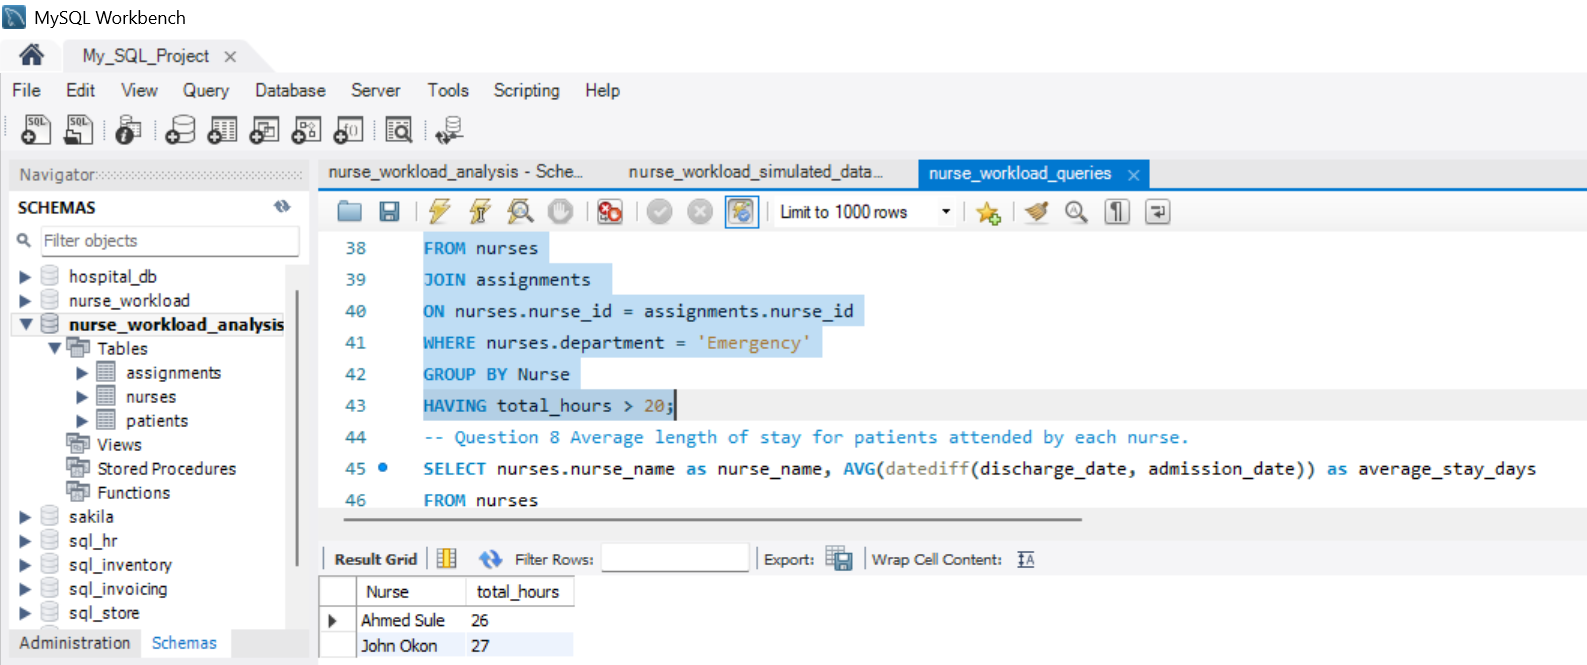 MySQL Workbench
My_SQL_Project
File Edit View Query Database Server Tools Scripting Help
Navigator
SCHEMAS
Filter objects
hospital_db
nurse_workload
nurse_workload_analysis
Tables
assignments
nurses
patients
Views
Stored Procedures
Functions
sakila
sql_hr
sql_inventory
sql_invoicing
sql_store
Administration Schemas
nurse_workload_analysis - Sche... nurse_workload_simulated_data... nurse_workload_queries
Limit to 1000 rows
38 FROM nurses
39 JOIN assignments
40 ON nurses.nurse_id = assignments.nurse_id
41 WHERE nurses.department = 'Emergency'
42 GROUP BY Nurse
43 HAVING total_hours > 20;
44 -- Question 8 Average length of stay for patients attended by each nurse.
45 SELECT nurses.nurse_name as nurse_name, AVG(datediff(discharge_date, admission_date)) as average_stay_days
46 FROM nurses
Result Grid Filter Rows: Export: Wrap Cell Content:
Nurse total_hours
Ahmed Sule 26
John Okon 27